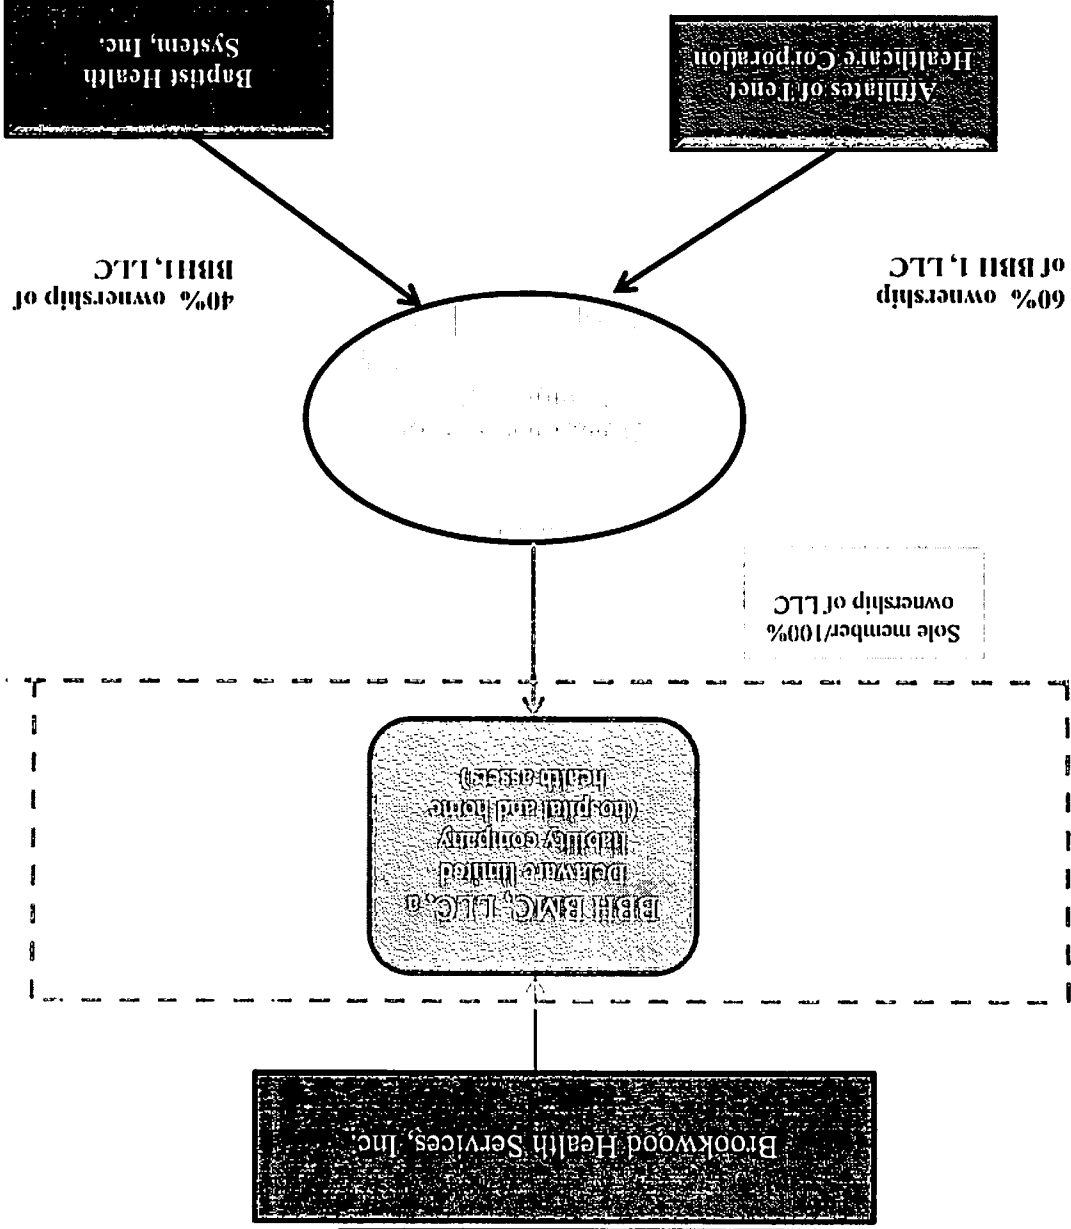 Brookwood Health Services, Inc.
BBH BMC, LLC, a
Delaware limited
liability company
(hospital and home
health assets)
Sole member/100%
ownership of LLC
60% ownership
of BBH 1, LLC
40% ownership of
BBH1, LLC
Affiliates of Tenet
Healthcare Corporation
Baptist Health
System, Inc.